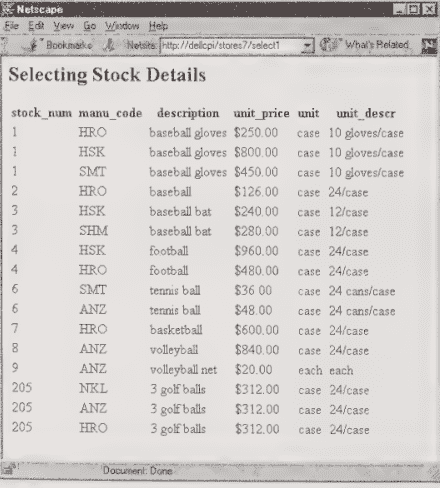 Netscape
File Edit View Go Window Help
Bookmarks Netsite: http://dellcpi/stores7/select1 What's Related
Selecting Stock Details
stock_num manu_code description unit_price unit unit_descr
1 HRO baseball gloves $250.00 case 10 gloves/case
1 HSK baseball gloves $800.00 case 10 gloves/case
1 SMT baseball gloves $450.00 case 10 gloves/case
2 HRO baseball $126.00 case 24/case
3 HSK baseball bat $240.00 case 12/case
3 SHM baseball bat $280.00 case 12/case
4 HSK football $960.00 case 24/case
4 HRO football $480.00 case 24/case
6 SMT tennis ball $36 00 case 24 cans/case
6 ANZ tennis ball $48.00 case 24 cans/case
7 HRO basketball $600.00 case 24/case
8 ANZ volleyball $840.00 case 24/case
9 ANZ volleyball net $20.00 each each
205 NKL 3 golf balls $312.00 case 24/case
205 ANZ 3 golf balls $312.00 case 24/case
205 HRO 3 golf balls $312.00 case 24/case
Document: Done